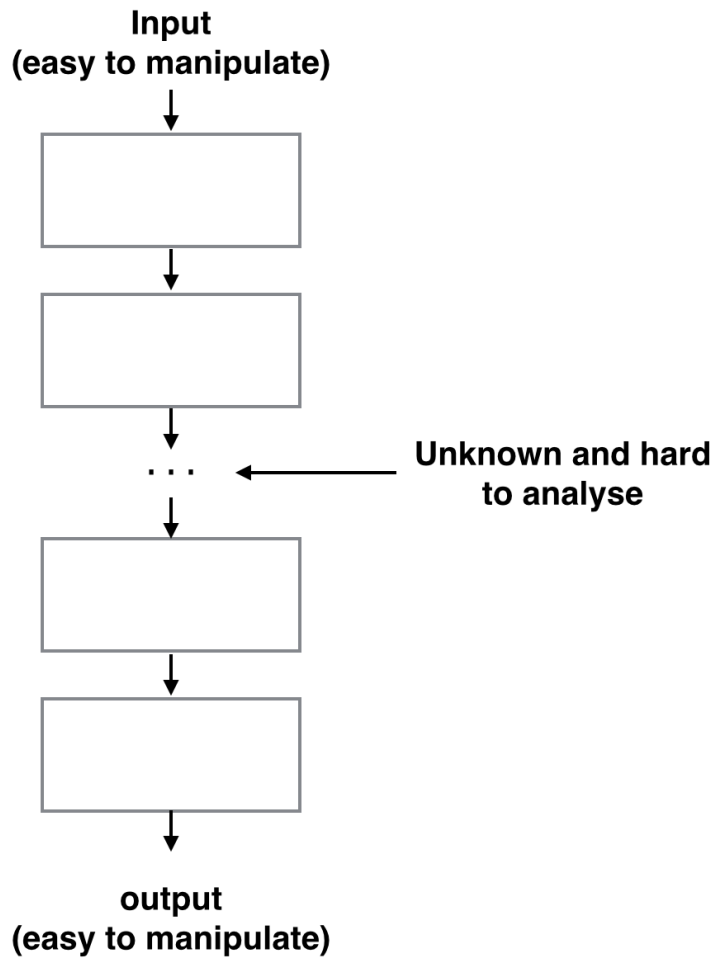 Input
(easy to manipulate)
...
Unknown and hard
to analyse
output
(easy to manipulate)